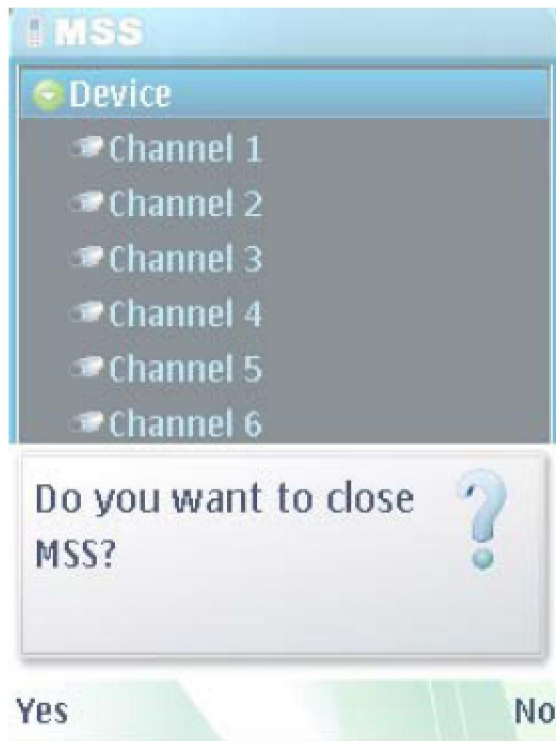 MSS
Device
Channel 1
Channel 2
Channel 3
Channel 4
Channel 5
Channel 6
Do you want to close
MSS?
Yes
No